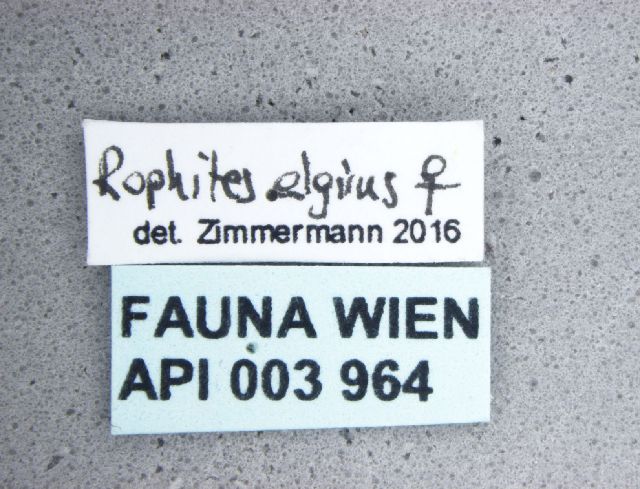 Rophites algirus ♀
det. Zimmermann 2016
FAUNA WIEN
API 003 964